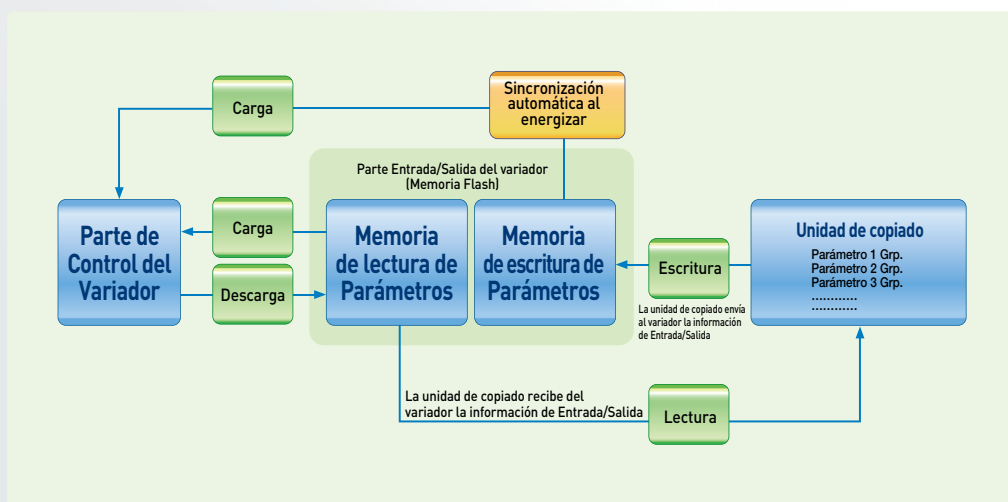 Carga
Sincronización
automática al
energizar
Parte Entrada/Salida del variador
(Memoria Flash)
Parte de
Control del
Variador
Carga
Descarga
Memoria
de lectura de
Parámetros
Memoria
de escritura de
Parámetros
Escritura
La unidad de copiado envía
al variador la información
de Entrada/Salida
Unidad de copiado
Parámetro 1 Grp.
Parámetro 2 Grp.
Parámetro 3 Grp.
............
............
La unidad de copiado recibe del
variador la información de Entrada/Salida
Lectura